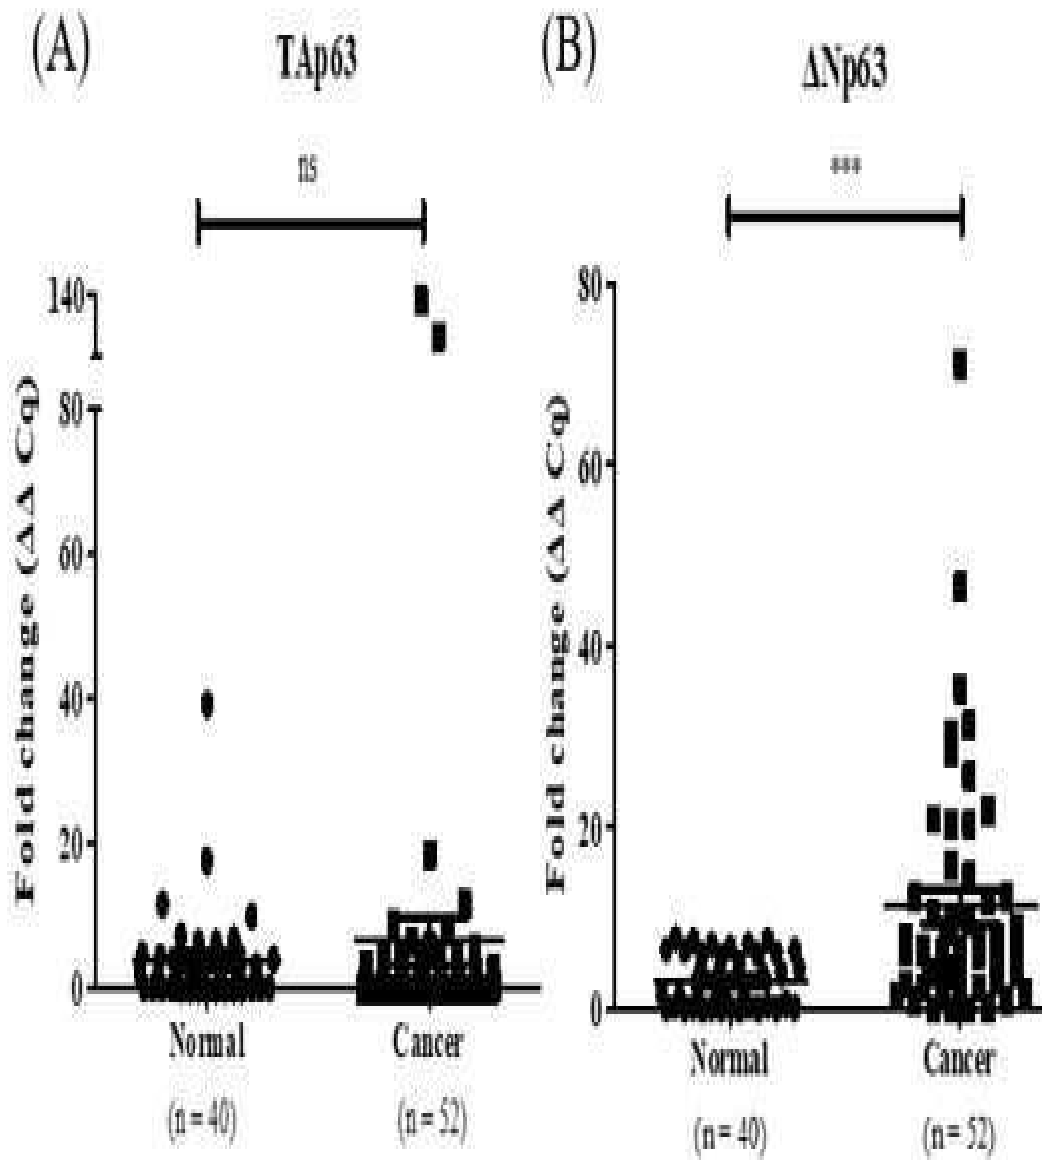 (A)
TAp63
ns
140
80
60
40
20
0
Fold change (ΔΔ Cq)
Normal
Cancer
(n = 40)
(n = 52)
(B)
ΔNp63
***
80
60
40
20
0
Fold change (ΔΔ Cq)
Normal
Cancer
(n = 40)
(n = 52)